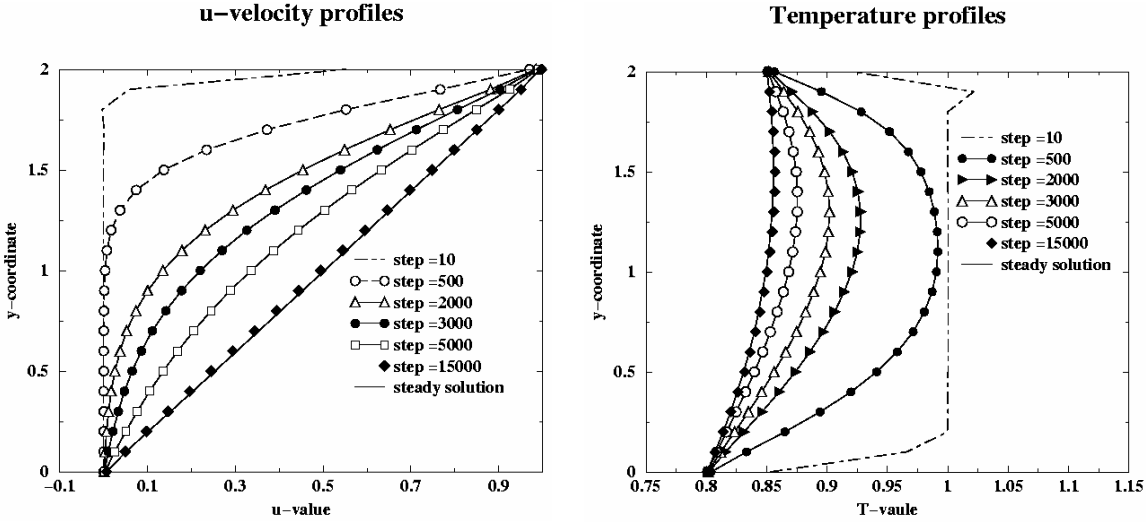 u−velocity profiles
y−coordinate
2
1.5
1
0.5
0
−0.1
0.1
0.3
0.5
0.7
0.9
u−value
step =10
step =500
step =2000
step =3000
step =5000
step =15000
steady solution
Temperature profiles
y−coordinate
2
1.5
1
0.5
0
0.75
0.8
0.85
0.9
0.95
1
1.05
1.1
1.15
T−vaule
step =10
step =500
step =2000
step =3000
step =5000
step =15000
steady solution